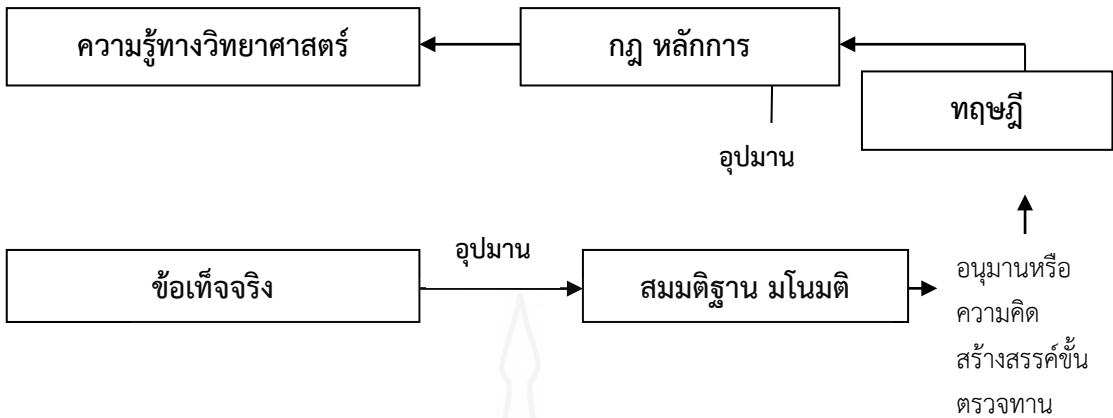 ความรู้ทางวิทยาศาสตร์
กฎ หลักการ
ทฤษฎี
อุปมาน
ข้อเท็จจริง
อุปมาน
สมมติฐาน มโนมติ
อนุมานหรือ
ความคิด
สร้างสรรค์ขั้น
ตรวจทาน